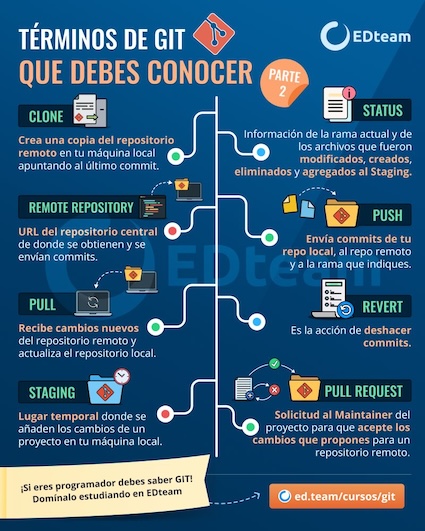 TÉRMINOS DE GIT
QUE DEBES CONOCER
EDteam
PARTE
2
CLONE
Crea una copia del repositorio
remoto en tu máquina local
apuntando al último commit.
STATUS
Información de la rama actual y de
los archivos que fueron
modificados, creados,
eliminados y agregados al Staging.
REMOTE REPOSITORY
URL del repositorio central
de donde se obtienen y se
envían commits.
PUSH
Envía commits de tu
repo local, al repo remoto
y a la rama que indiques.
EDteam
PULL
Recibe cambios nuevos
del repositorio remoto y
actualiza el repositorio local.
REVERT
Es la acción de deshacer
commits.
STAGING
Lugar temporal donde se
añaden los cambios de un
proyecto en tu máquina local.
PULL REQUEST
Solicitud al Maintainer del
proyecto para que acepte los
cambios que propones para un
repositorio remoto.
¡Si eres programador debes saber GIT!
Domínalo estudiando en EDteam
ed.team/cursos/git